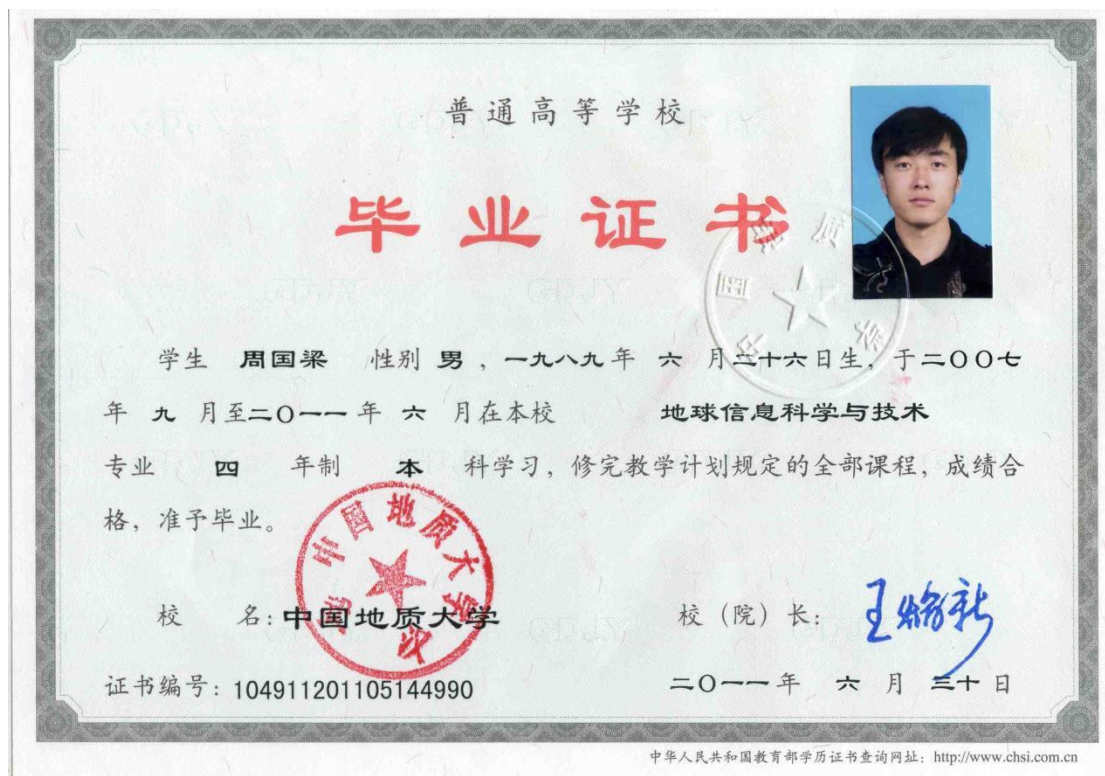 普通高等学校
毕业证书
学生 周国梁 性别 男，一九八九年 六 月二十六日生，于二〇〇七
年 九 月至二〇一一年 六 月在本校 地球信息科学与技术
专业 四 年制 本 科学习，修完教学计划规定的全部课程，成绩合
格，准予毕业。
校 名：中国地质大学
校（院）长：
证书编号：104911201105144990
二〇一一年 六 月 三十日
中华人民共和国教育部学历证书查询网址：http://www.chsi.com.cn